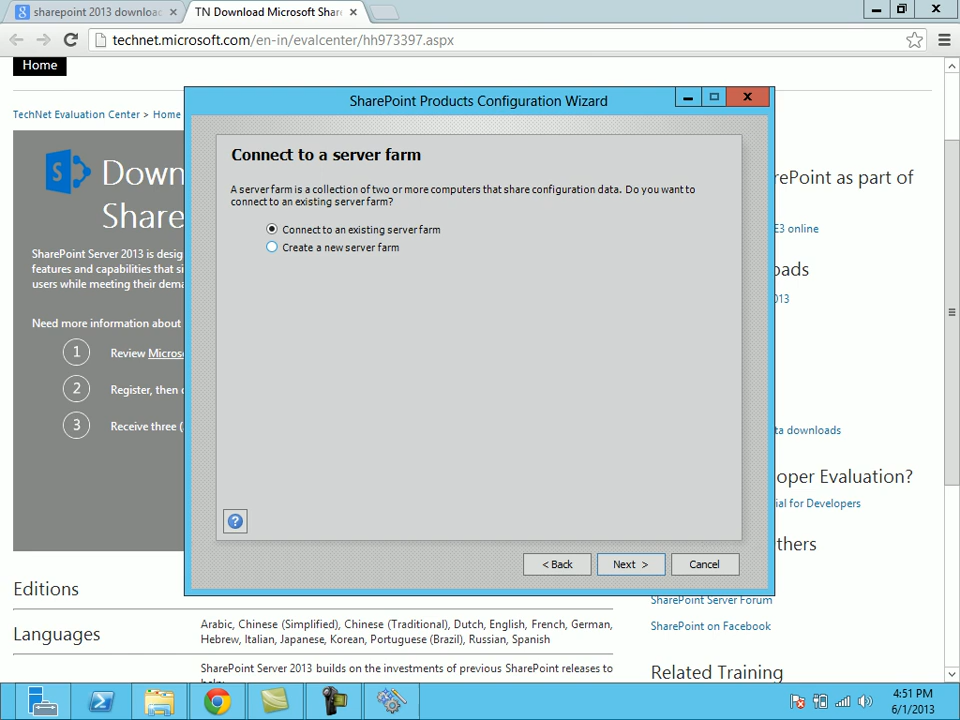 sharepoint 2013 downloa
TN Download Microsoft Shar
technet.microsoft.com/en-in/evalcenter/hh973397.aspx
Home
TechNet Evaluation Center > Home
S
Down
Share
SharePoint Server 2013 is desig
features and capabilities that si
users while meeting their dema
Need more information about
1 Review Micros
2 Register, then
3 Receive three (
SharePoint Products Configuration Wizard
Connect to a server farm
A server farm is a collection of two or more computers that share configuration data. Do you want to
connect to an existing server farm?
Connect to an existing server farm
Create a new server farm
?
< Back
Next >
Cancel
rePoint as part of
E3 online
oads
013
ta downloads
oper Evaluation?
ial for Developers
thers
SharePoint Server Forum
SharePoint on Facebook
Related Training
Editions
Languages
Arabic, Chinese (Simplified), Chinese (Traditional), Dutch, English, French, German,
Hebrew, Italian, Japanese, Korean, Portuguese (Brazil), Russian, Spanish
SharePoint Server 2013 builds on the investments of previous SharePoint releases to
4:51 PM
6/1/2013